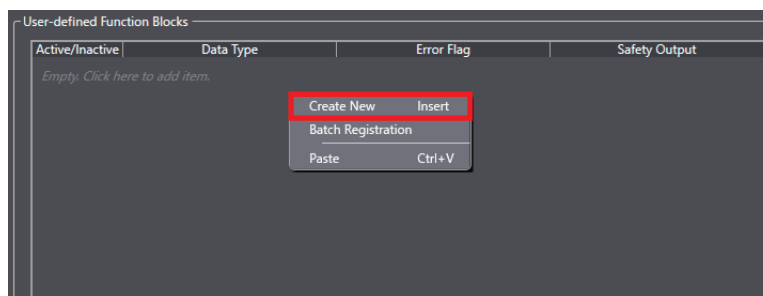 User-defined Function Blocks
Active/Inactive Data Type Error Flag Safety Output
Empty. Click here to add item.
Create New Insert
Batch Registration
Paste Ctrl+V